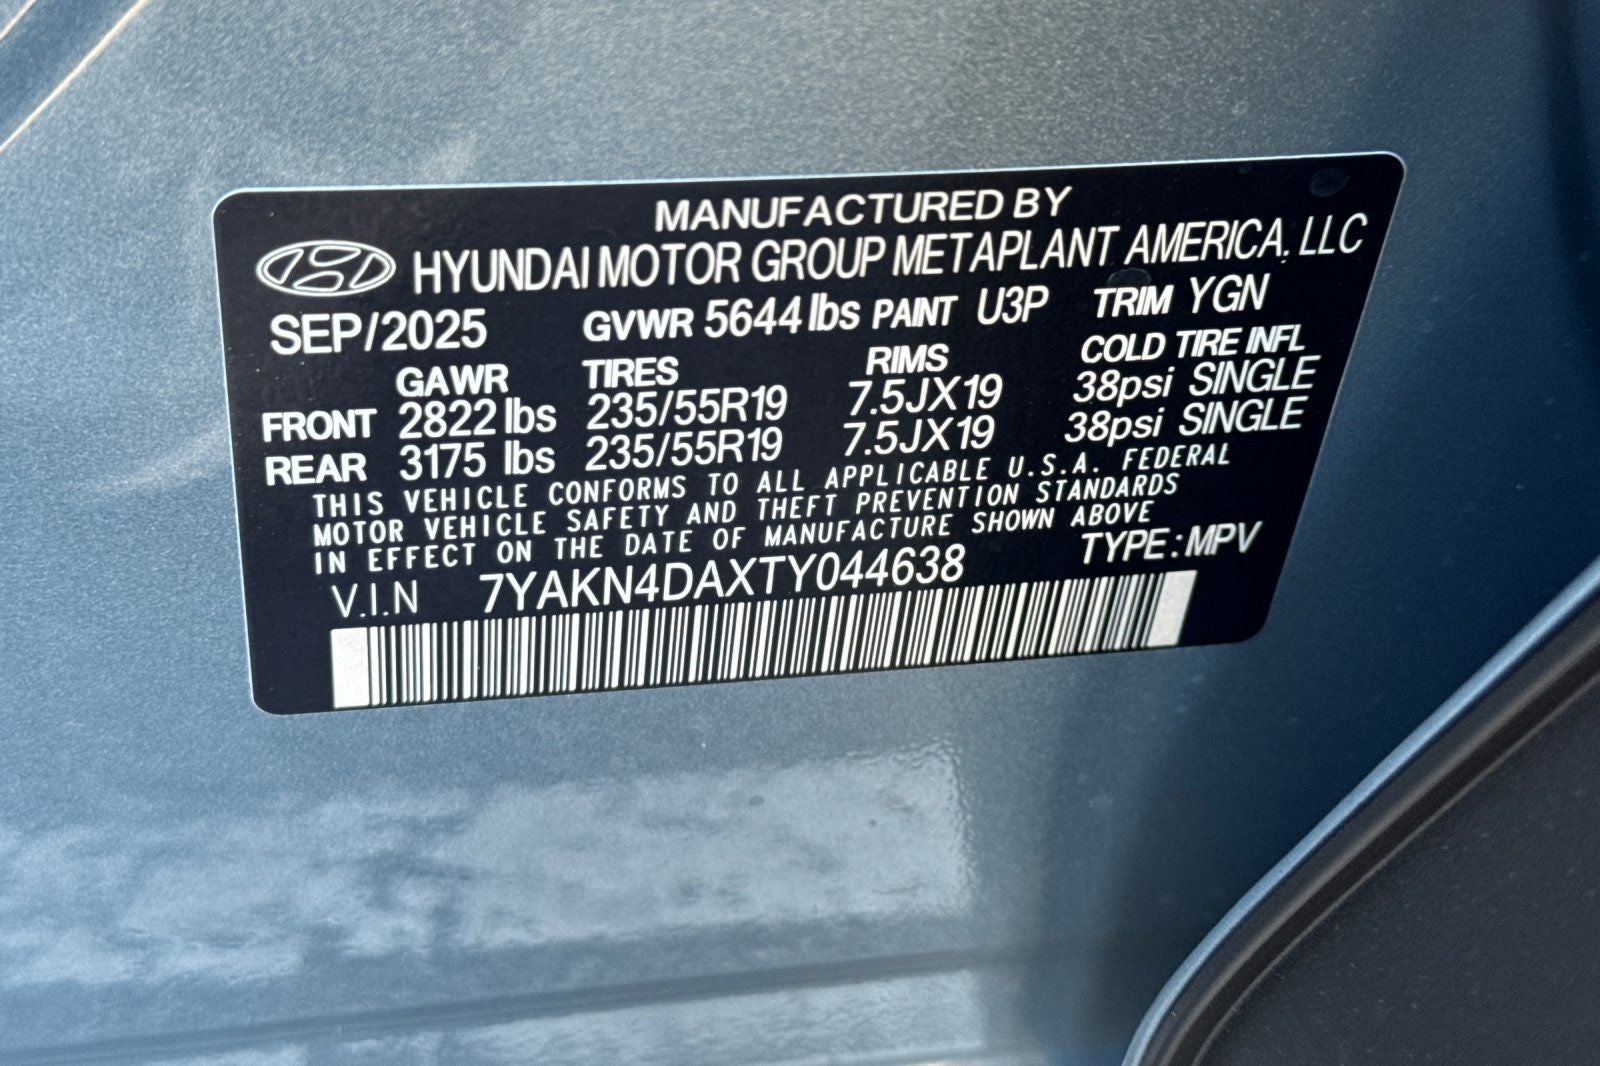 MANUFACTURED BY
HYUNDAI MOTOR GROUP METAPLANT AMERICA, LLC
SEP/2025 GVWR 5644 lbs PAINT U3P TRIM YGN
GAWR TIRES RIMS COLD TIRE INFL
FRONT 2822 lbs 235/55R19 7.5JX19 38psi SINGLE
REAR 3175 lbs 235/55R19 7.5JX19 38psi SINGLE
THIS VEHICLE CONFORMS TO ALL APPLICABLE U.S.A. FEDERAL
MOTOR VEHICLE SAFETY AND THEFT PREVENTION STANDARDS
IN EFFECT ON THE DATE OF MANUFACTURE SHOWN ABOVE
V.I.N 7YAKN4DAXTY044638 TYPE:MPV